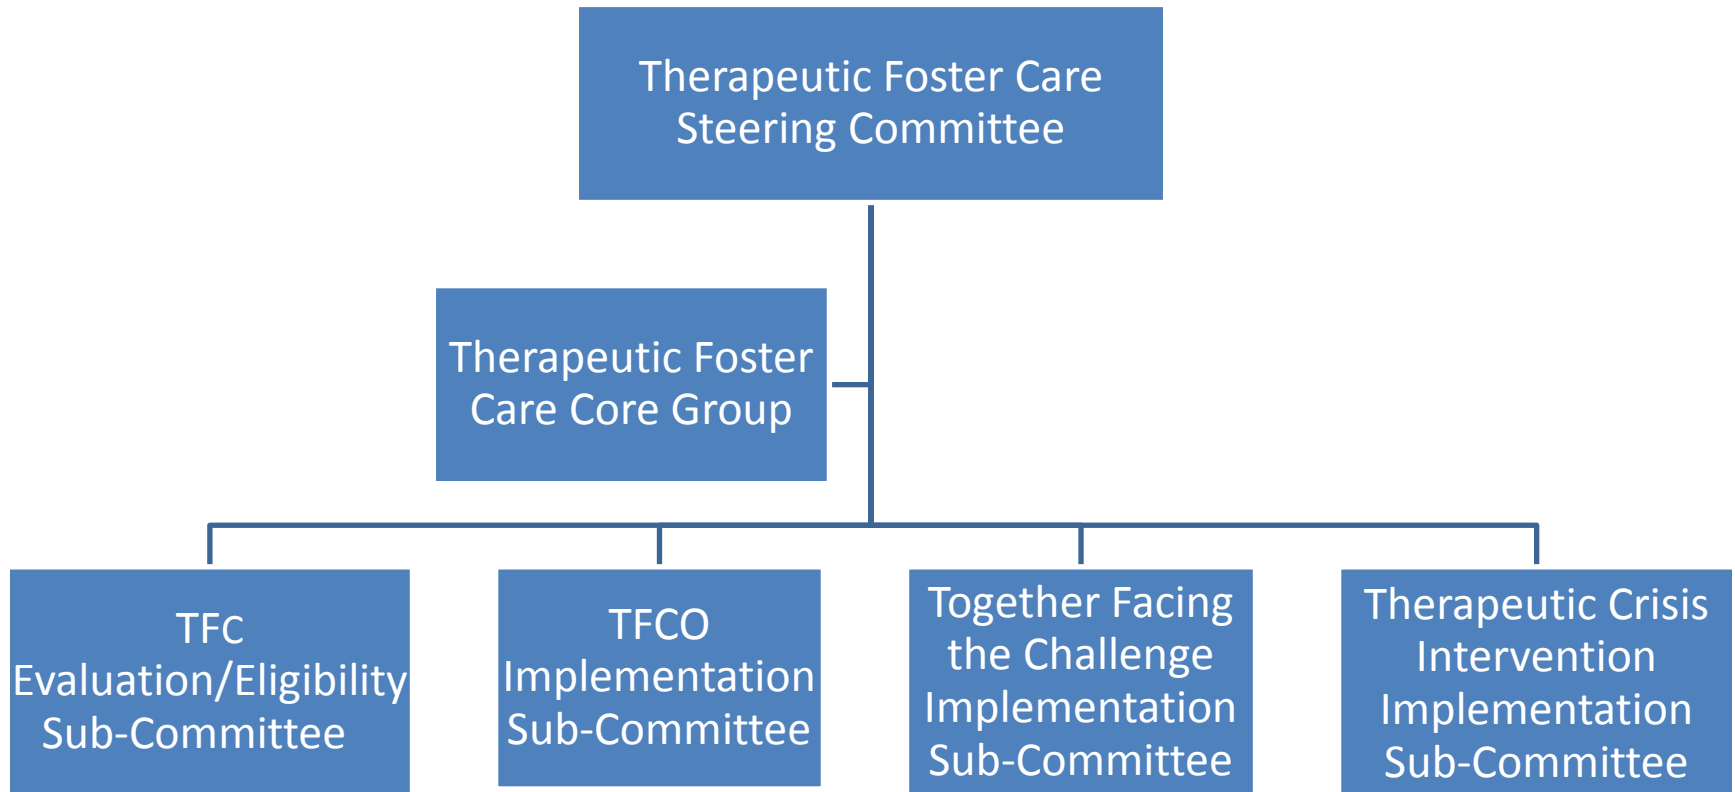 Therapeutic Foster Care
Steering Committee
Therapeutic Foster
Care Core Group
TFC
Evaluation/Eligibility
Sub-Committee
TFCO
Implementation
Sub-Committee
Together Facing
the Challenge
Implementation
Sub-Committee
Therapeutic Crisis
Intervention
Implementation
Sub-Committee